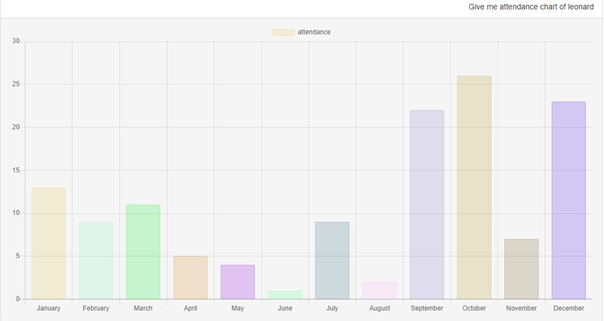 Give me attendance chart of leonard
attendance
30
25
20
15
10
5
0
January February March April May June July August September October November December